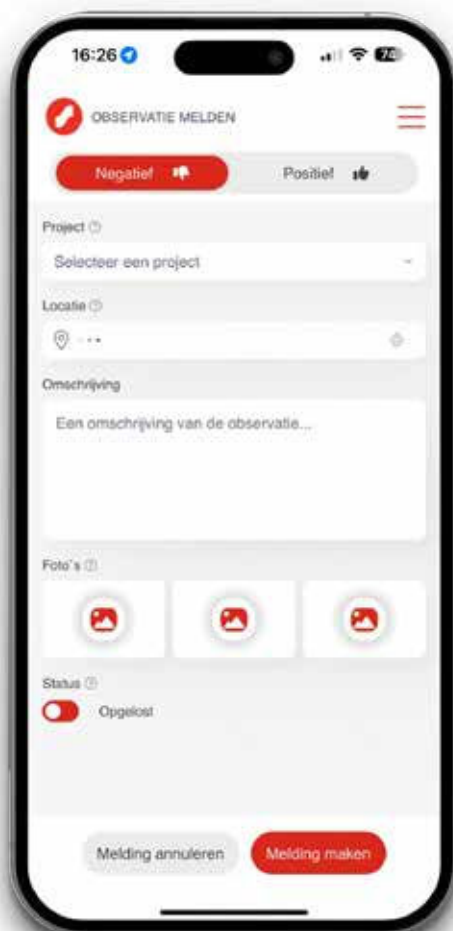 16:26
74
OBSERVATIE MELDEN
Negatief Positief
Project
Selecteer een project
Locatie
Omschrijving
Een omschrijving van de observatie...
Foto`s
Status
Opgelost
Melding annuleren Melding maken